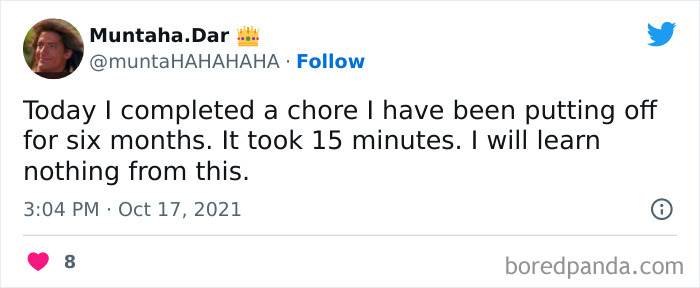 Muntaha.Dar 👑
@muntaHAHAHAHA · Follow
Today I completed a chore I have been putting off
for six months. It took 15 minutes. I will learn
nothing from this.
3:04 PM · Oct 17, 2021
8
boredpanda.com